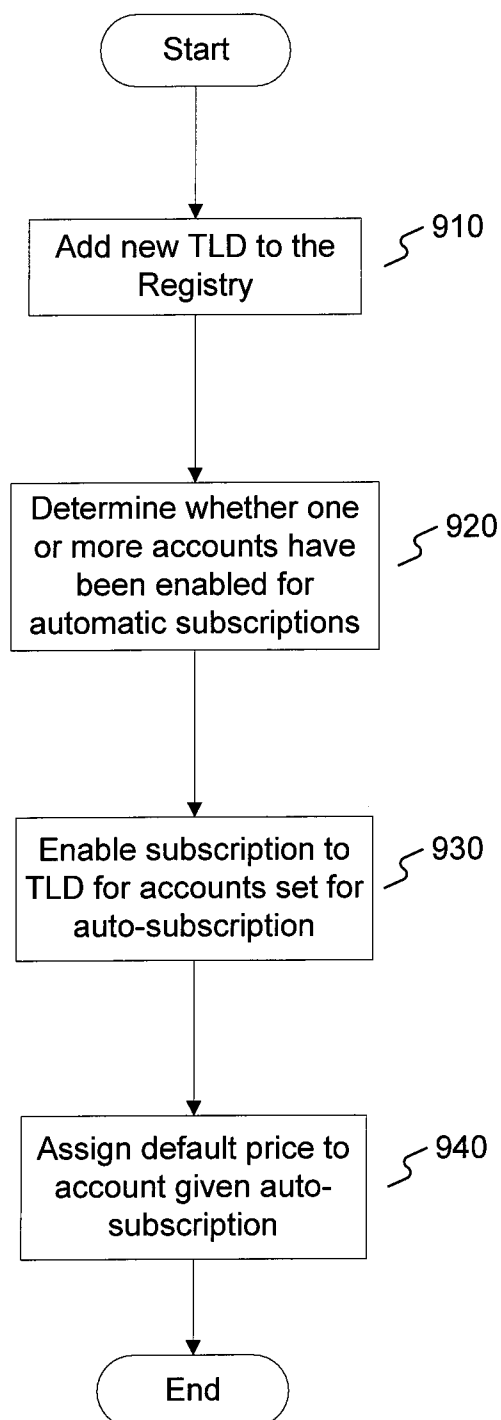 Start
Add new TLD to the
Registry
910
Determine whether one
or more accounts have
been enabled for
automatic subscriptions
920
Enable subscription to
TLD for accounts set for
auto-subscription
930
Assign default price to
account given auto-
subscription
940
End